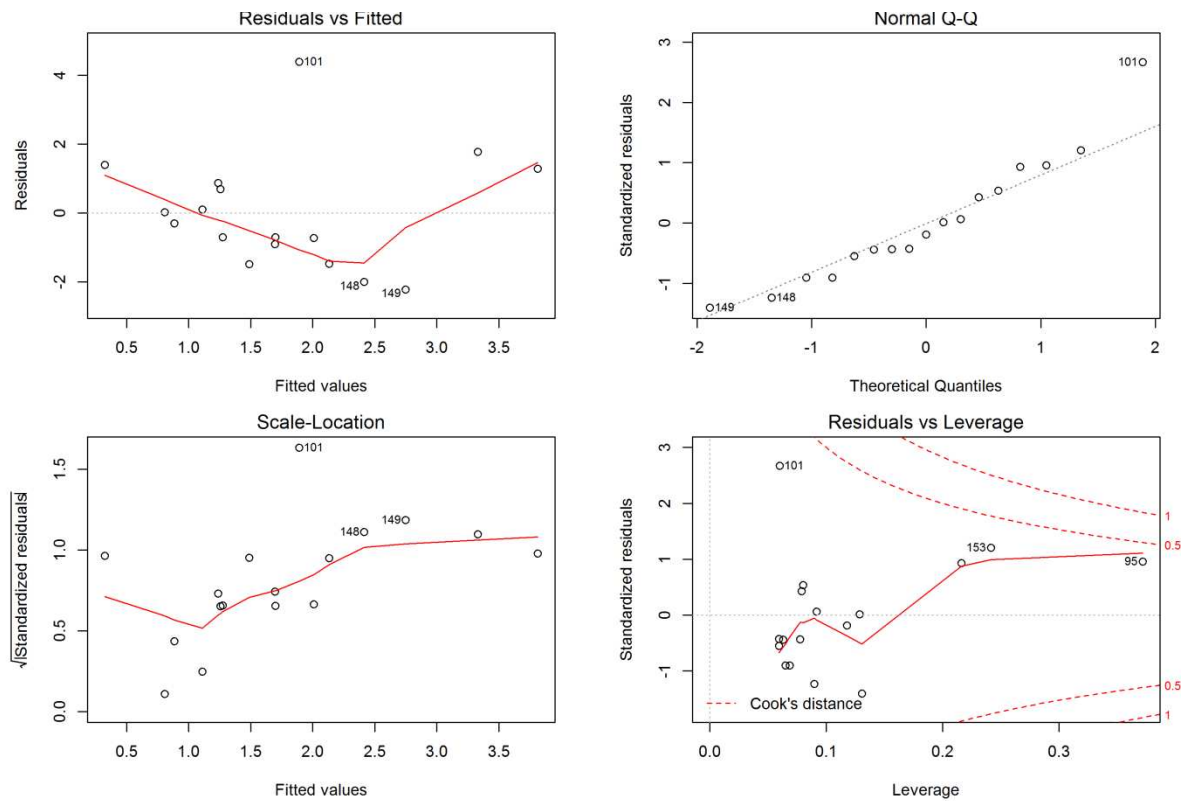 Residuals vs Fitted
Residuals
4
2
0
-2
101
148
149
0.5 1.0 1.5 2.0 2.5 3.0 3.5
Fitted values
Normal Q-Q
Standardized residuals
3
2
1
0
-1
101
149
148
-2 -1 0 1 2
Theoretical Quantiles
Scale-Location
√|Standardized residuals|
1.5
1.0
0.5
0.0
101
148
149
0.5 1.0 1.5 2.0 2.5 3.0 3.5
Fitted values
Residuals vs Leverage
Standardized residuals
3
2
1
0
-1
101
153
95
1
0.5
0.5
1
Cook's distance
0.0 0.1 0.2 0.3
Leverage